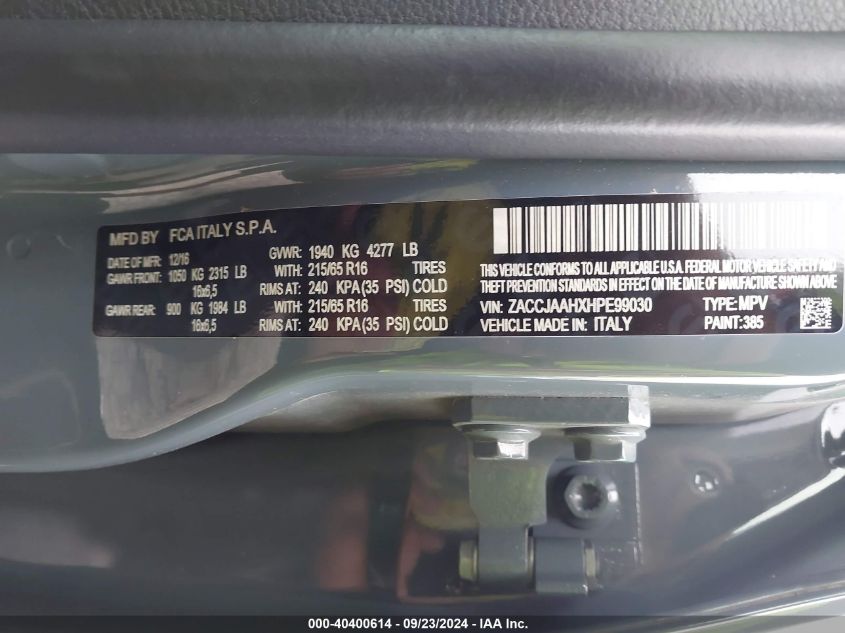 MFD BY FCA ITALY S.P.A.
DATE OF MFR: 12/16 GVWR: 1940 KG 4277 LB
GAWR FRONT: 1050 KG 2315 LB WITH: 215/65 R16 TIRES
16x6,5 RIMS AT: 240 KPA(35 PSI) COLD
GAWR REAR: 900 KG 1984 LB WITH: 215/65 R16 TIRES
16x6,5 RIMS AT: 240 KPA(35 PSI) COLD
THIS VEHICLE CONFORMS TO ALL APPLICABLE U.S.A. FEDERAL MOTOR VEHICLE SAFETY AND
THEFT PREVENTION STANDARDS IN EFFECT ON THE DATE OF MANUFACTURE SHOWN ABOVE
VIN: ZACCJAAHXHPE99030 TYPE: MPV
VEHICLE MADE IN: ITALY PAINT: 385
000-40400614 - 09/23/2024 - IAA Inc.